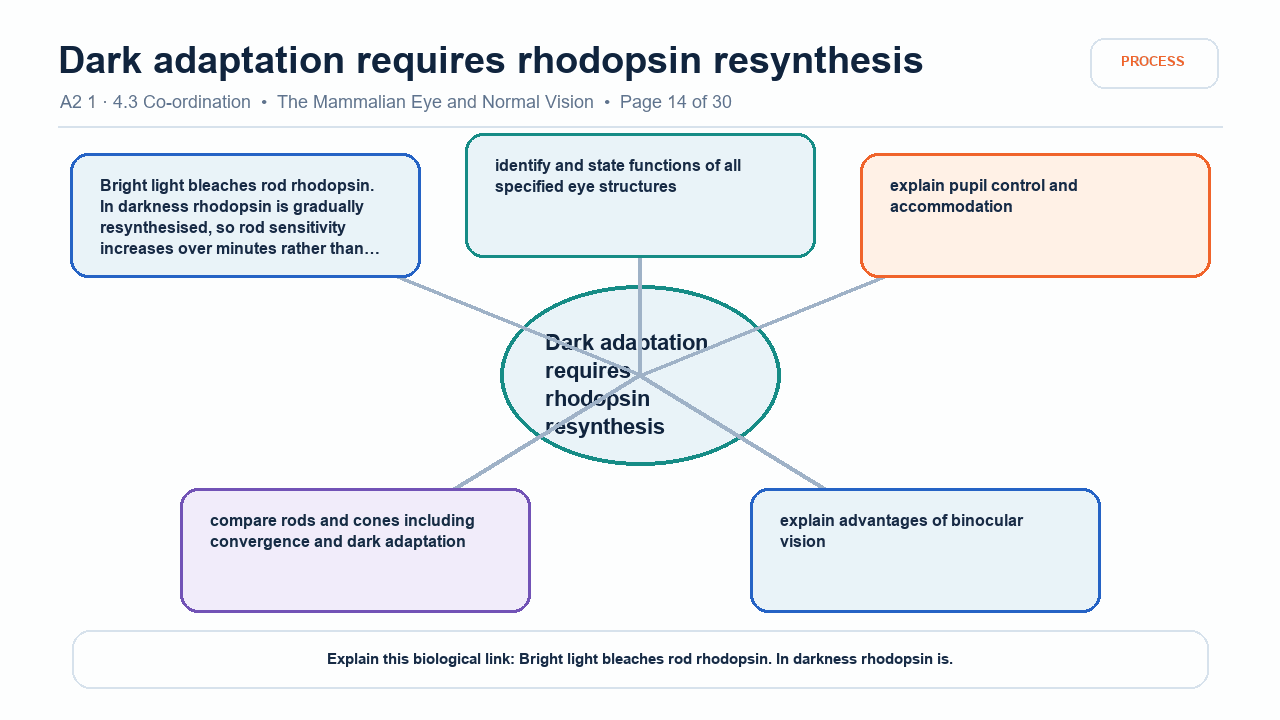 Dark adaptation requires rhodopsin resynthesis
PROCESS
A2 1 · 4.3 Co-ordination • The Mammalian Eye and Normal Vision • Page 14 of 30
Bright light bleaches rod rhodopsin.
In darkness rhodopsin is gradually
resynthesised, so rod sensitivity
increases over minutes rather than…
identify and state functions of all
specified eye structures
explain pupil control and
accommodation
Dark adaptation
requires
rhodopsin
resynthesis
compare rods and cones including
convergence and dark adaptation
explain advantages of binocular
vision
Explain this biological link: Bright light bleaches rod rhodopsin. In darkness rhodopsin is.